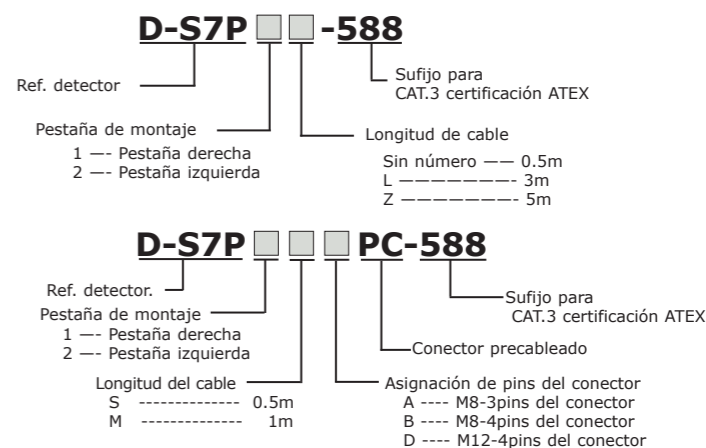 D-S7P -588
Ref. detector
Sufijo para
CAT.3 certificación ATEX
Pestaña de montaje
1 —- Pestaña derecha
2 —- Pestaña izquierda
Longitud de cable
Sin número —— 0.5m
L ———————- 3m
Z ———————- 5m
D-S7P PC-588
Ref. detector.
Sufijo para
CAT.3 certificación ATEX
Pestaña de montaje
1 —- Pestaña derecha
2 —- Pestaña izquierda
Conector precableado
Longitud del cable
S -------------- 0.5m
M -------------- 1m
Asignación de pins del conector
A ---- M8-3pins del conector
B ---- M8-4pins del conector
D ---- M12-4pins del conector